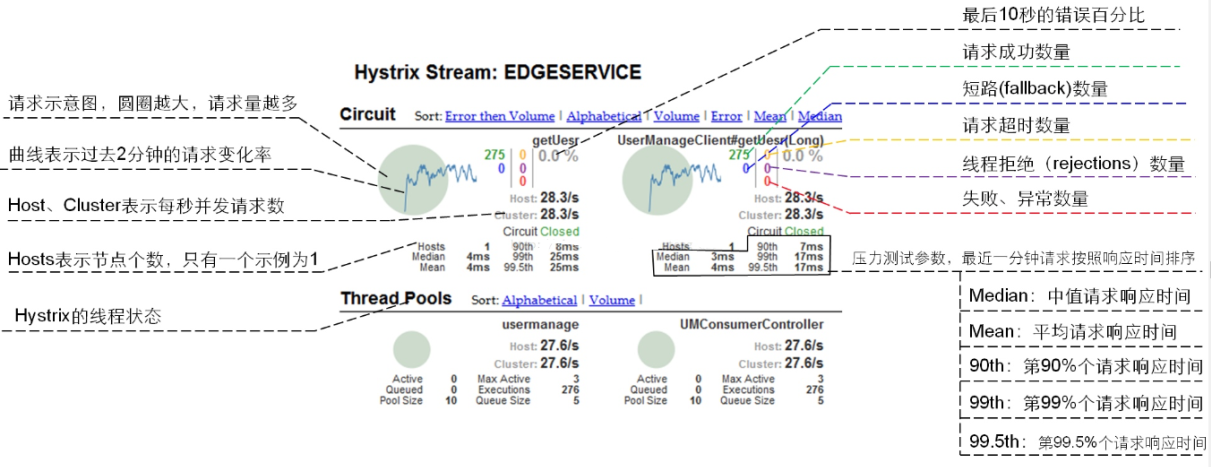 最后10秒的错误百分比
请求成功数量
短路(fallback)数量
请求超时数量
线程拒绝（rejections）数量
失败、异常数量
请求示意图，圆圈越大，请求量越多
曲线表示过去2分钟的请求变化率
Host、Cluster表示每秒并发请求数
Hosts表示节点个数，只有一个示例为1
Hystrix的线程状态
Hystrix Stream: EDGESERVICE
Circuit Sort: Error then Volume | Alphabetical | Volume | Error | Mean | Median
getUesr
275 0 0.0 %
0 0
0
Host: 28.3/s
Cluster: 28.3/s
Circuit Closed
Hosts 1 90th 8ms
Median 4ms 99th 25ms
Mean 4ms 99.5th 25ms
UserManageClient#getUesr(Long)
275 0 0.0 %
0 0
0
Host: 28.3/s
Cluster: 28.3/s
Circuit Closed
Hosts 1 90th 7ms
Median 3ms 99th 17ms
Mean 4ms 99.5th 17ms
Thread Pools Sort: Alphabetical | Volume |
usermanage
Host: 27.6/s
Cluster: 27.6/s
Active 0 Max Active 3
Queued 0 Executions 276
Pool Size 10 Queue Size 5
UMConsumerController
Host: 27.6/s
Cluster: 27.6/s
Active 0 Max Active 3
Queued 0 Executions 276
Pool Size 10 Queue Size 5
压力测试参数，最近一分钟请求按照响应时间排序
Median：中值请求响应时间
Mean：平均请求响应时间
90th：第90%个请求响应时间
99th：第99%个请求响应时间
99.5th：第99.5%个请求响应时间